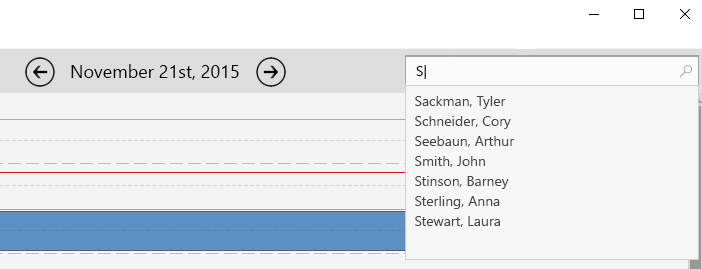 November 21st, 2015
S
Sackman, Tyler
Schneider, Cory
Seebaun, Arthur
Smith, John
Stinson, Barney
Sterling, Anna
Stewart, Laura